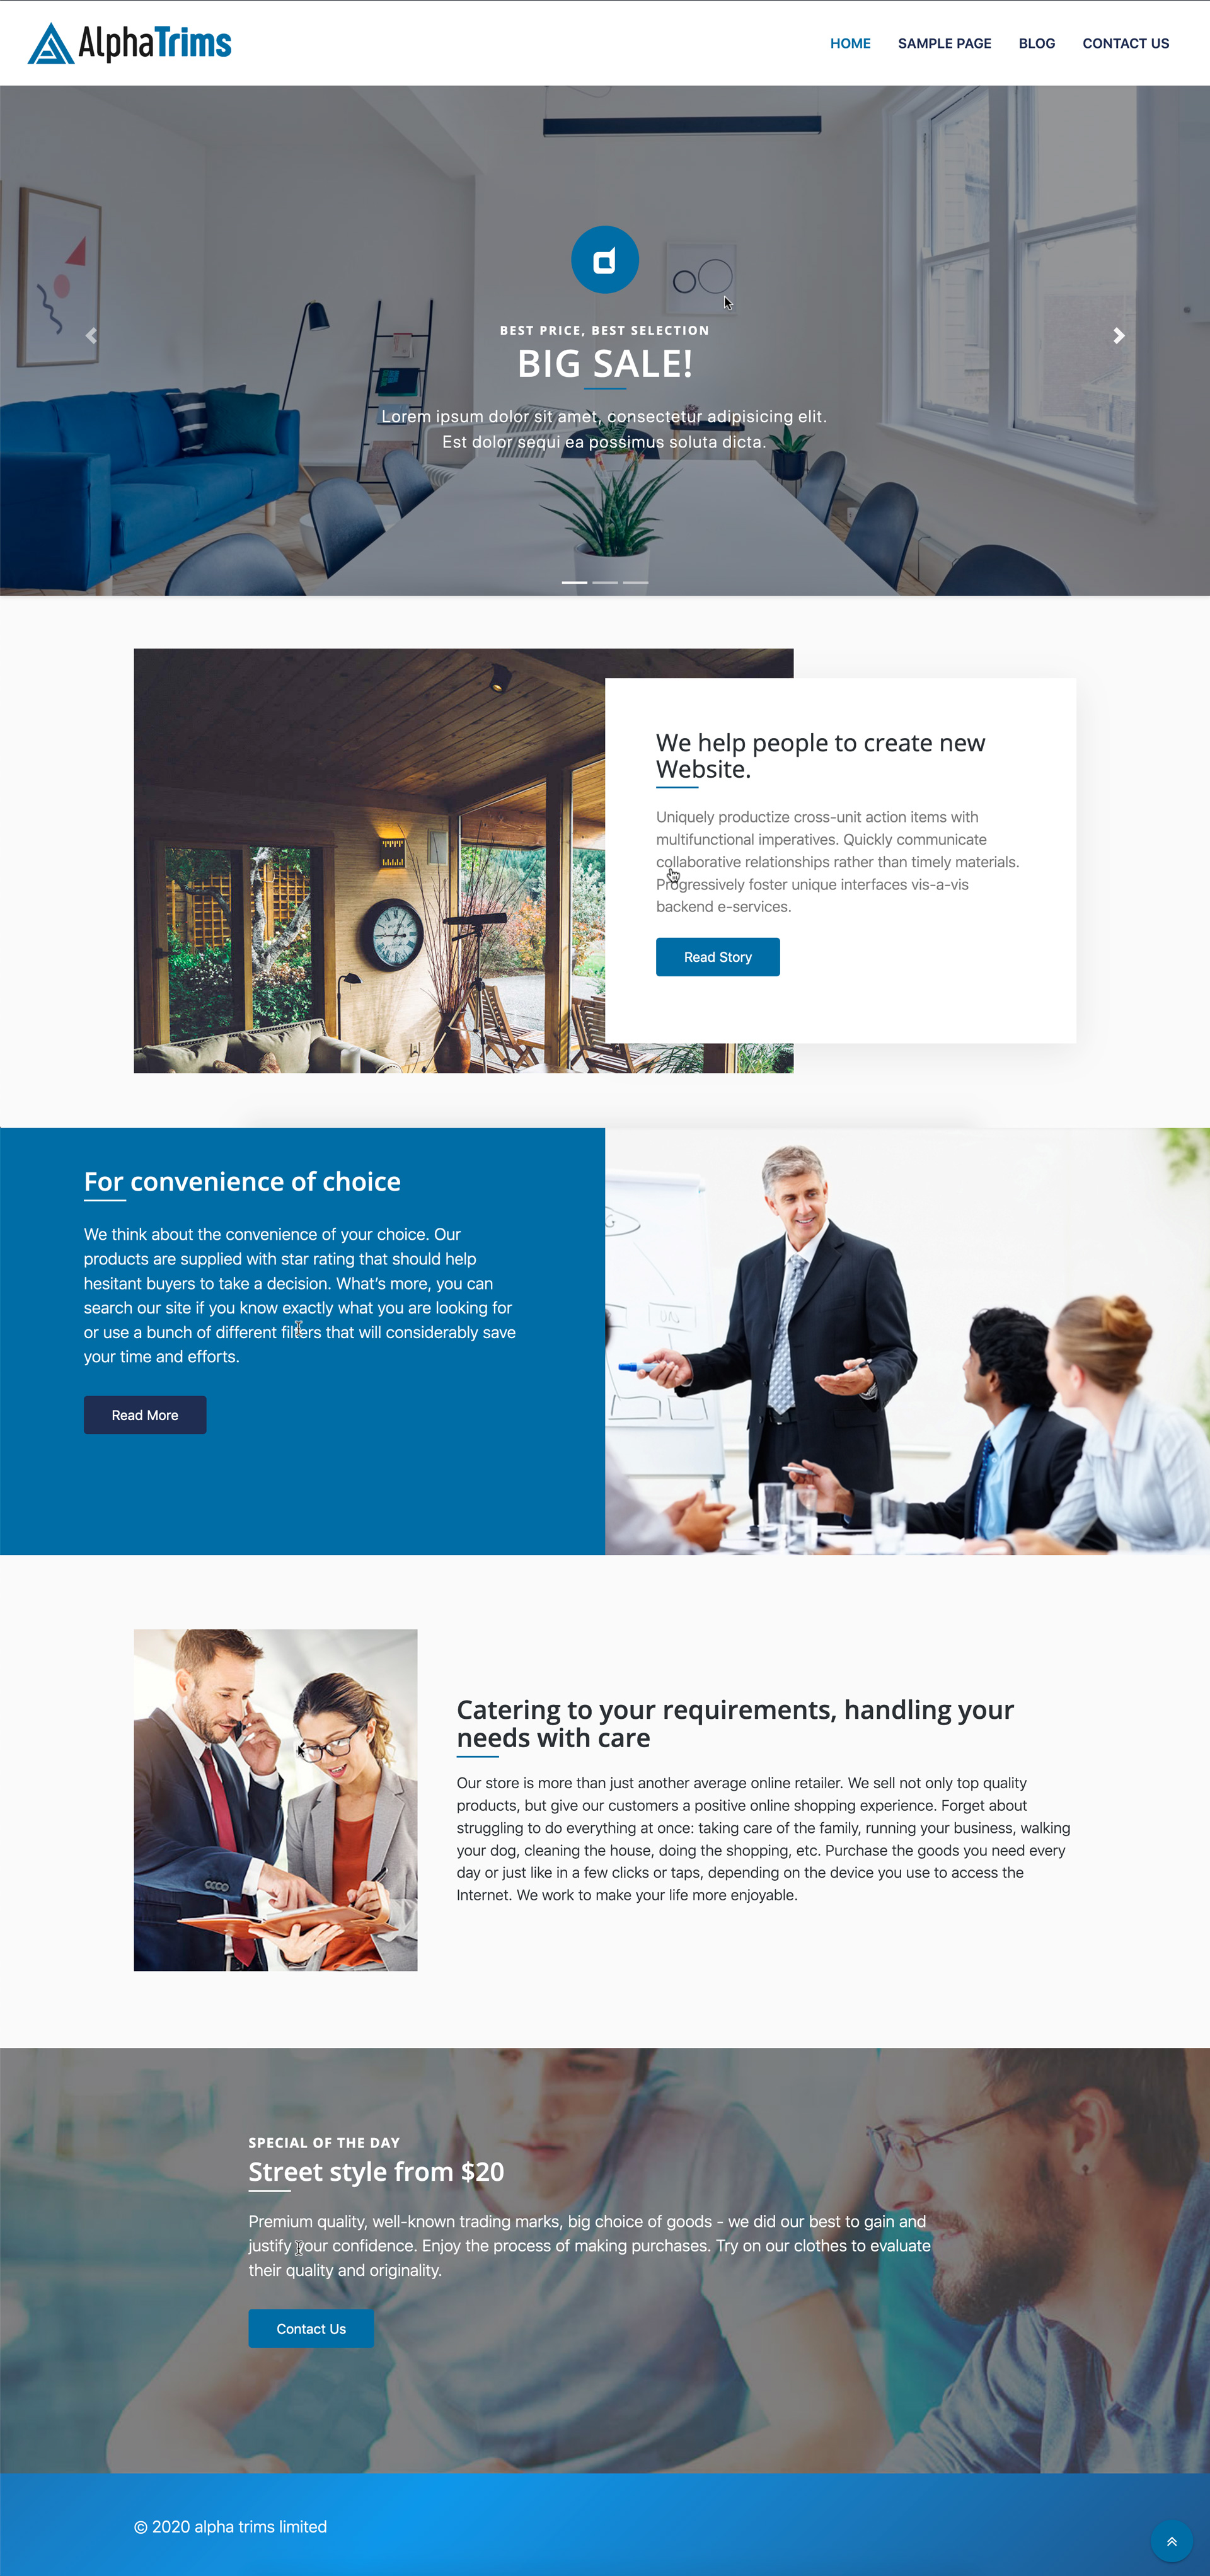 AlphaTrims
HOME SAMPLE PAGE BLOG CONTACT US
BEST PRICE, BEST SELECTION
BIG SALE!
Lorem ipsum dolor sit amet, consectetur adipisicing elit.
Est dolor sequi ea possimus soluta dicta.
We help people to create new
Website.
Uniquely productize cross-unit action items with
multifunctional imperatives. Quickly communicate
collaborative relationships rather than timely materials.
Progressively foster unique interfaces vis-a-vis
backend e-services.
Read Story
For convenience of choice
We think about the convenience of your choice. Our
products are supplied with star rating that should help
hesitant buyers to take a decision. What's more, you can
search our site if you know exactly what you are looking for
or use a bunch of different filters that will considerably save
your time and efforts.
Read More
Catering to your requirements, handling your
needs with care
Our store is more than just another average online retailer. We sell not only top quality
products, but give our customers a positive online shopping experience. Forget about
struggling to do everything at once: taking care of the family, running your business, walking
your dog, cleaning the house, doing the shopping, etc. Purchase the goods you need every
day or just like in a few clicks or taps, depending on the device you use to access the
Internet. We work to make your life more enjoyable.
SPECIAL OF THE DAY
Street style from $20
Premium quality, well-known trading marks, big choice of goods - we did our best to gain and
justify your confidence. Enjoy the process of making purchases. Try on our clothes to evaluate
their quality and originality.
Contact Us
© 2020 alpha trims limited